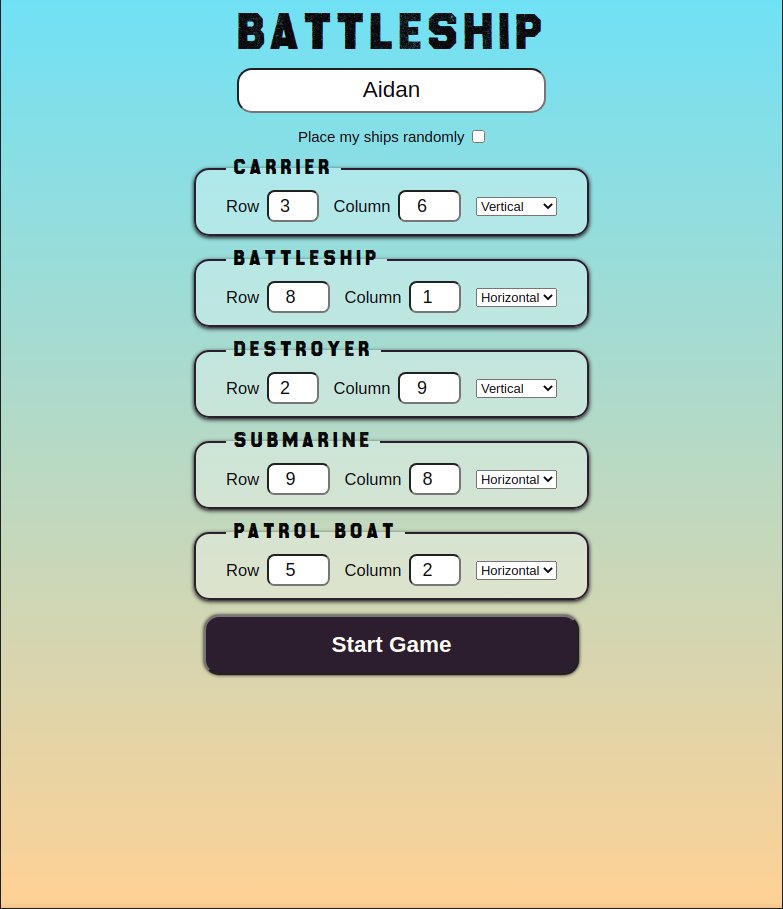 BATTLESHIP
Aidan
Place my ships randomly
CARRIER
Row 3 Column 6 Vertical
BATTLESHIP
Row 8 Column 1 Horizontal
DESTROYER
Row 2 Column 9 Vertical
SUBMARINE
Row 9 Column 8 Horizontal
PATROL BOAT
Row 5 Column 2 Horizontal
Start Game